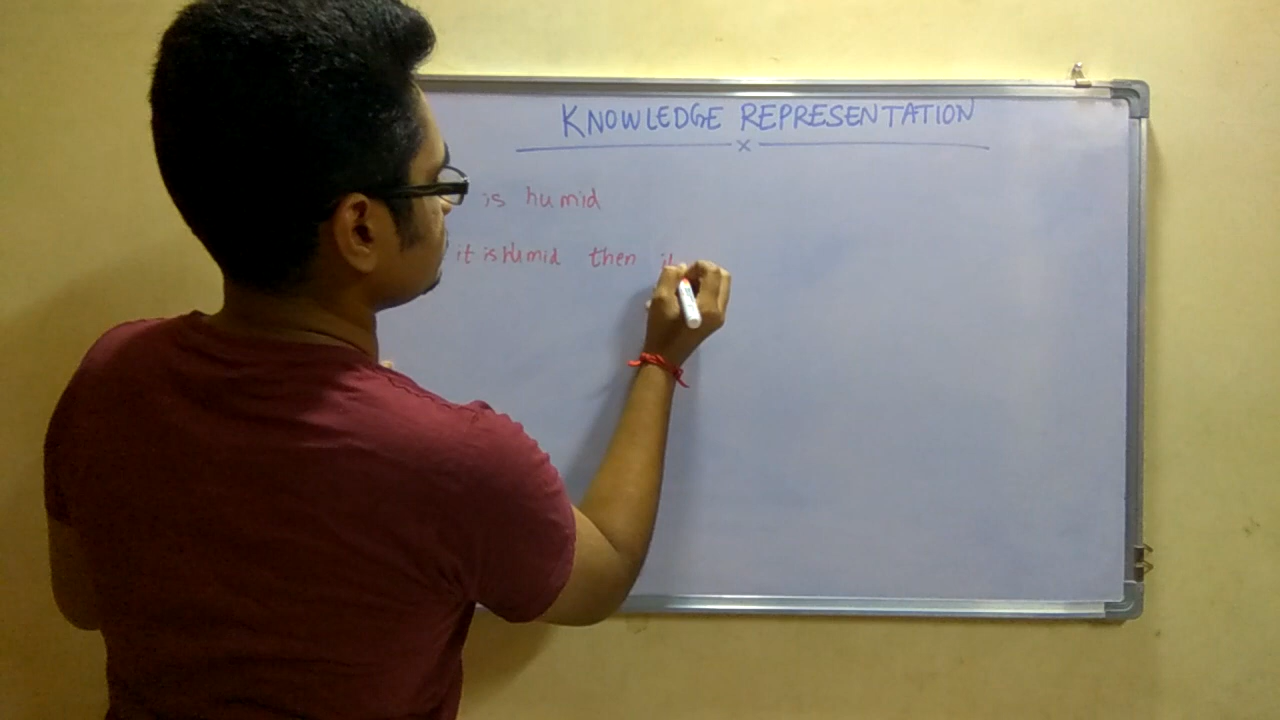 KNOWLEDGE REPRESENTATION
is humid
it is humid then